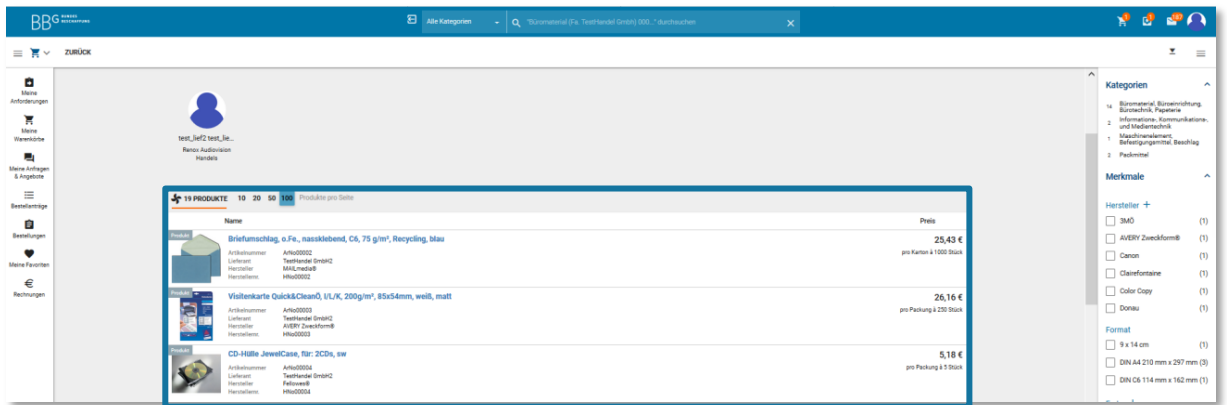 BBG BUNDES BESCHAFFUNG
Alle Kategorien
"Büromaterial (Fa. TestHandel GmbH) 000..." durchsuchen
ZURÜCK
Meine Anforderungen
Meine Warenkörbe
Meine Anfragen & Angebote
Bestellanträge
Bestellungen
Meine Favoriten
Rechnungen
test_lief2 test_lie...
Renox Audiovision
Handels
19 PRODUKTE 10 20 50 100 Produkte pro Seite
Name Preis
Produkt
Briefumschlag, o.Fe., nassklebend, C6, 75 g/m², Recycling, blau 25,43 €
Artikelnummer ArNo00002 pro Karton à 1000 Stück
Lieferant TestHandel GmbH2
Hersteller MAILmedia®
Herstellernr. HNo00002
Produkt
Visitenkarte Quick&CleanÖ, I/L/K, 200g/m², 85x54mm, weiß, matt 26,16 €
Artikelnummer ArNo00003 pro Packung à 250 Stück
Lieferant TestHandel GmbH2
Hersteller AVERY Zweckform®
Herstellernr. HNo00003
Produkt
CD-Hülle JewelCase, für: 2CDs, sw 5,18 €
Artikelnummer ArNo00004 pro Packung à 5 Stück
Lieferant TestHandel GmbH2
Hersteller Fellowes®
Herstellernr. HNo00004
Kategorien
14 Büromaterial, Büroeinrichtung,
Bürotechnik, Papeterie
2 Informations-, Kommunikations-,
und Medientechnik
1 Maschinenelement,
Befestigungsmittel, Beschlag
2 Packmittel
Merkmale
Hersteller +
3MÖ (1)
AVERY Zweckform® (1)
Canon (1)
Clairefontaine (1)
Color Copy (1)
Donau (1)
Format
9 x 14 cm (1)
DIN A4 210 mm x 297 mm (3)
DIN C6 114 mm x 162 mm (1)